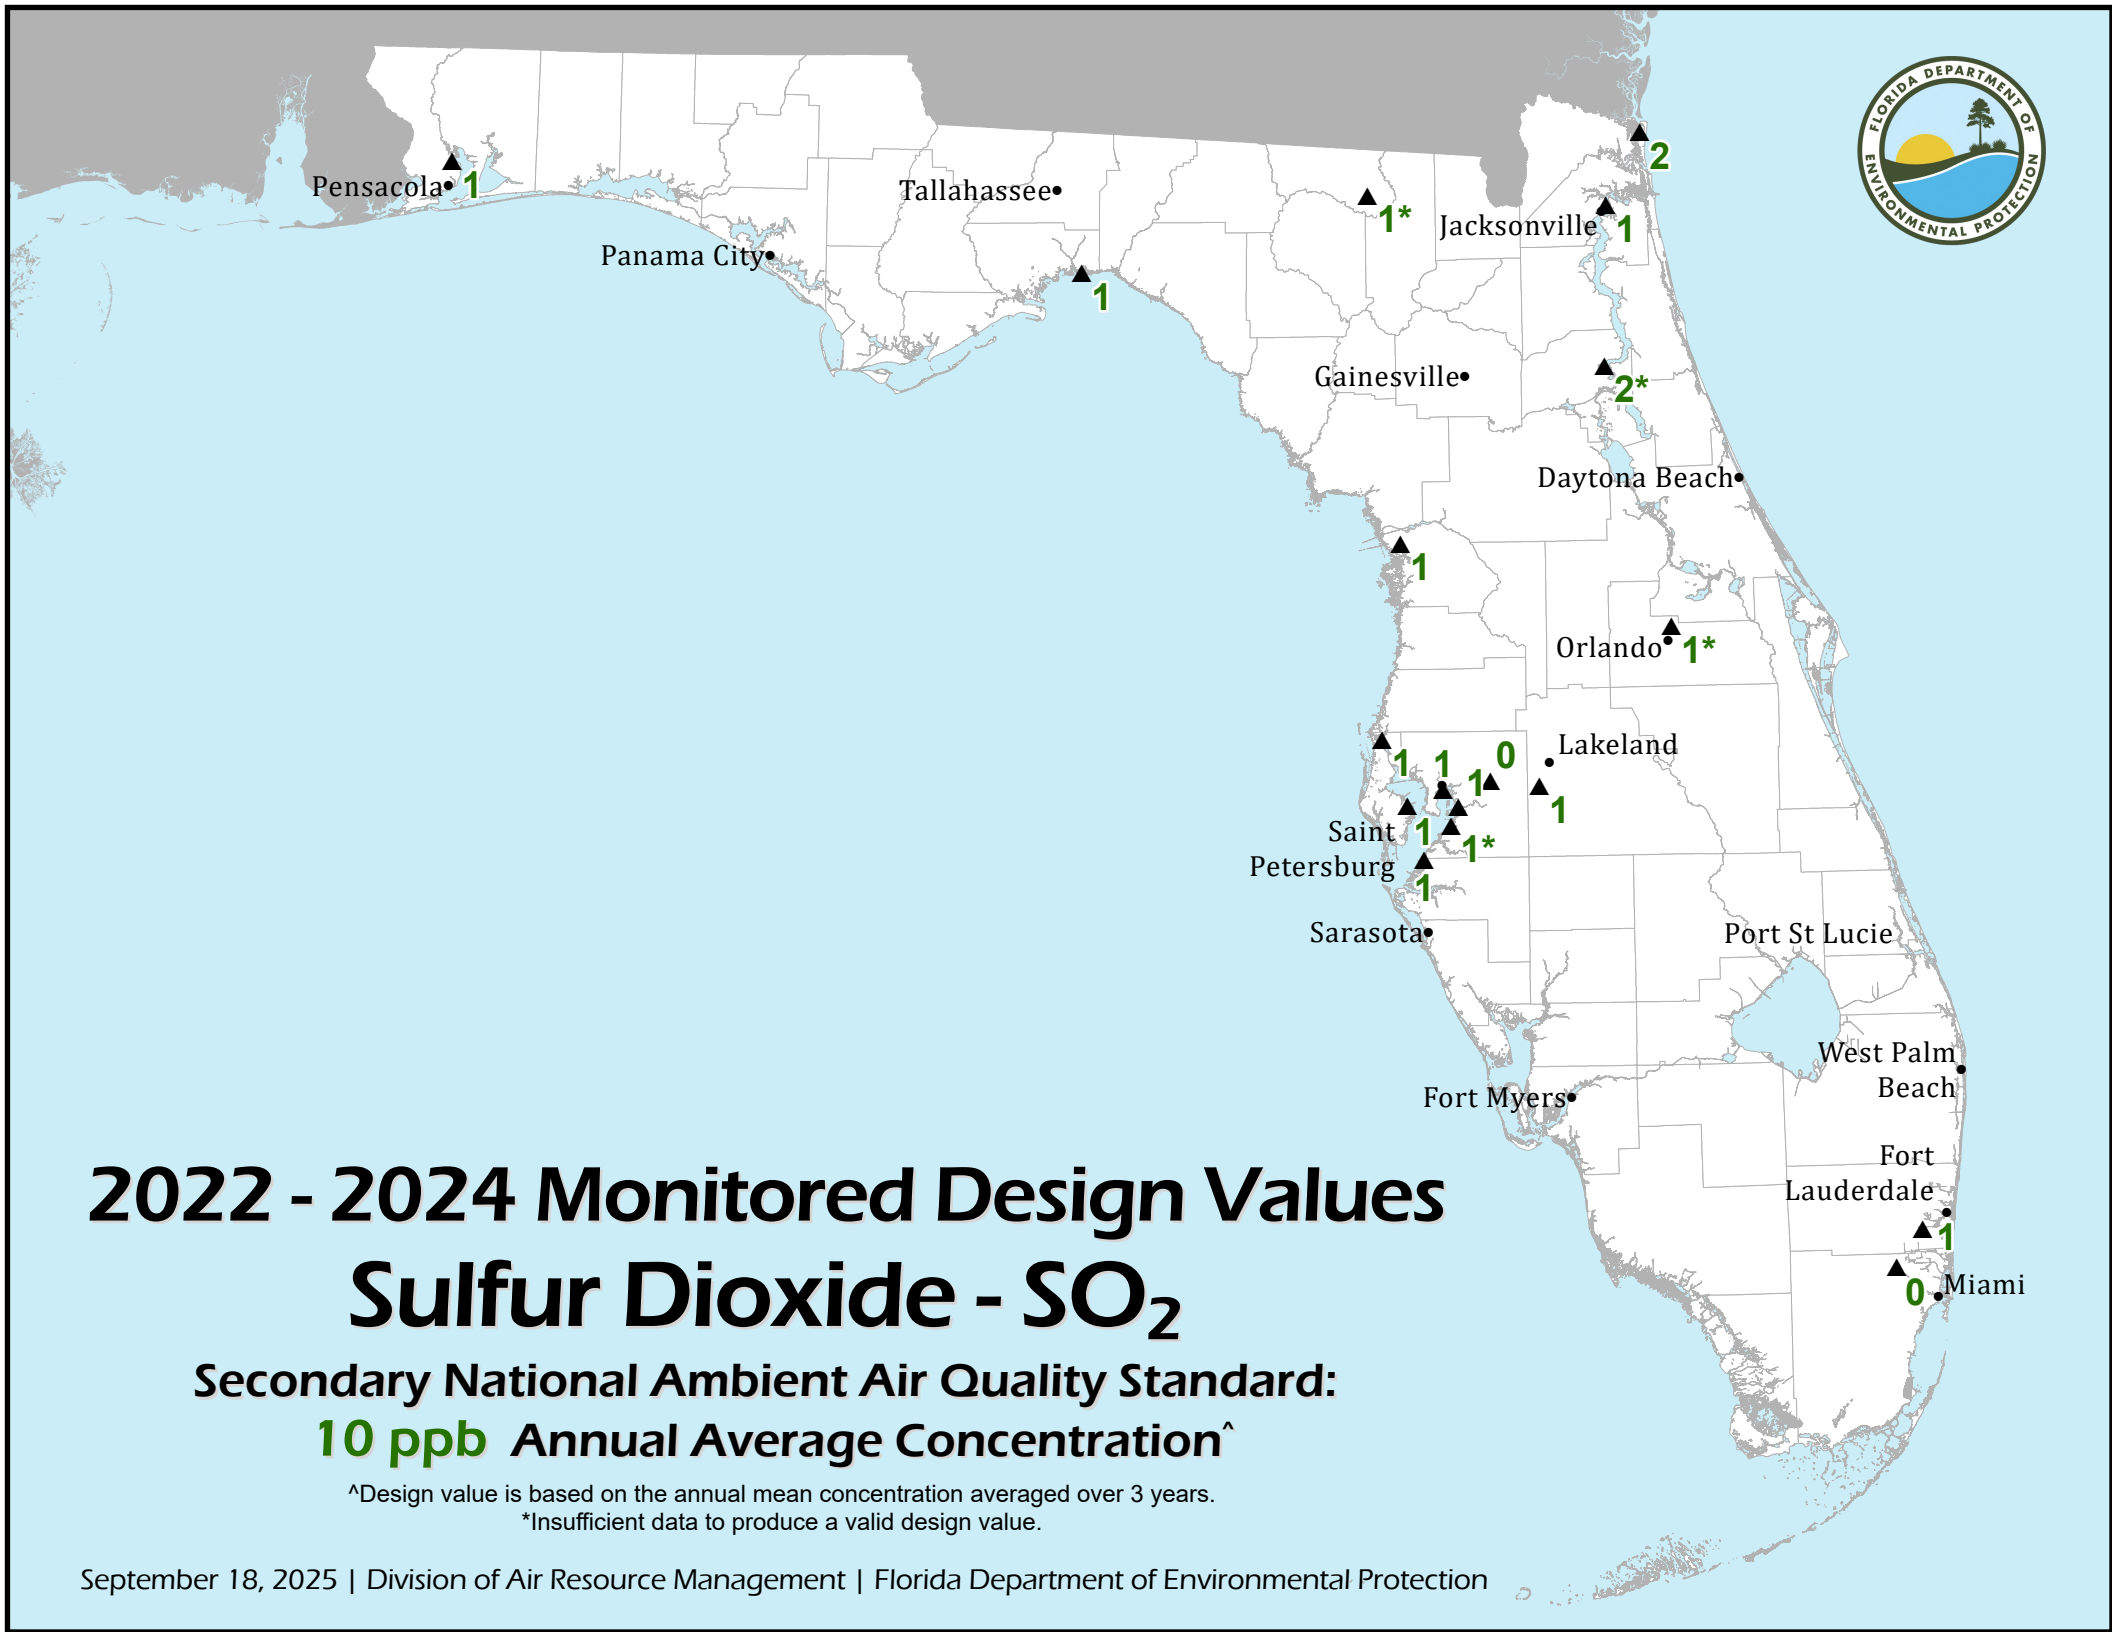 FLORIDA DEPARTMENT OF
ENVIRONMENTAL PROTECTION
2
Pensacola
1
Tallahassee
1*
Jacksonville
1
Panama City
1
Gainesville
2*
Daytona Beach
1
Orlando
1*
Lakeland
0
1
1
1
1
Saint
Petersburg
1
1*
1
Sarasota
Port St Lucie
West Palm
Beach
Fort Myers
Fort
Lauderdale
1
0
Miami
2022 - 2024 Monitored Design Values
Sulfur Dioxide - SO₂
Secondary National Ambient Air Quality Standard:
10 ppb Annual Average Concentration^
^Design value is based on the annual mean concentration averaged over 3 years.
*Insufficient data to produce a valid design value.
September 18, 2025 | Division of Air Resource Management | Florida Department of Environmental Protection